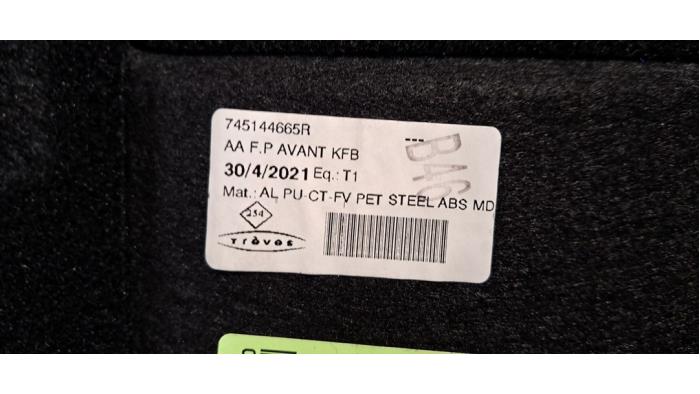 745144665R
AA F.P AVANT KFB
30/4/2021 Eq.: T1
Mat.: AL PU-CT-FV PET STEEL ABS MD
B46
254
Trèves